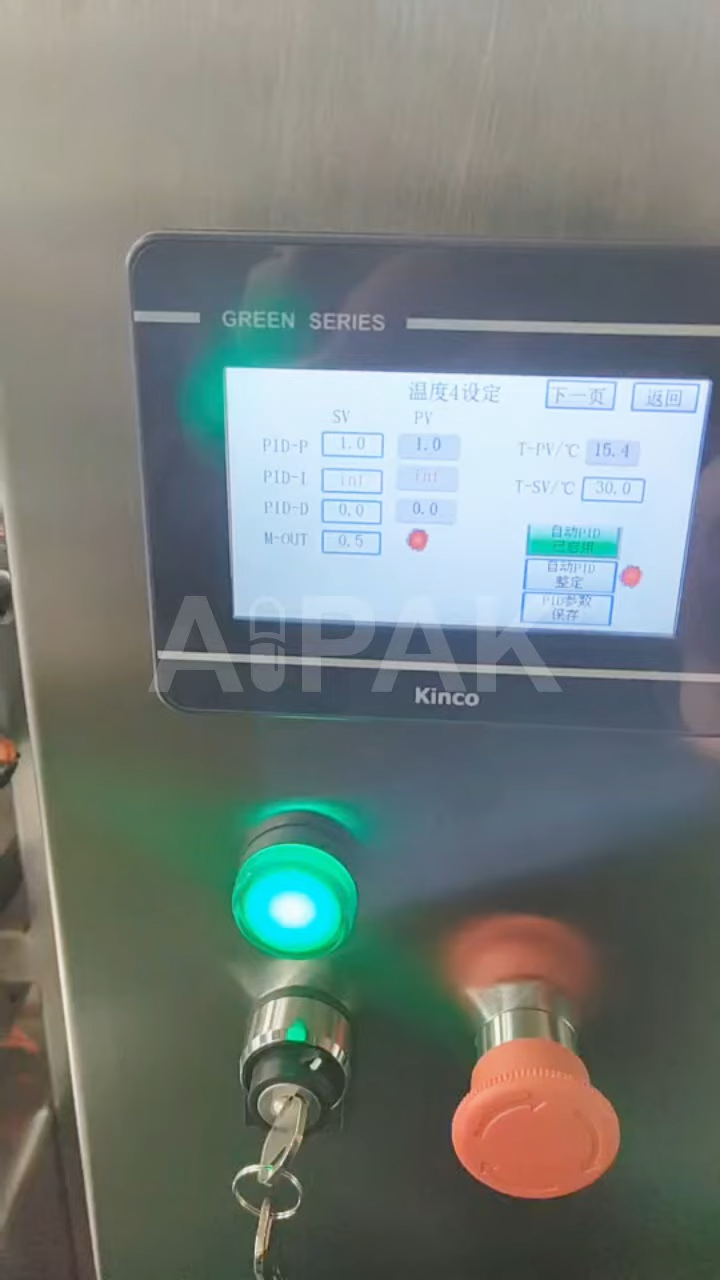 GREEN SERIES
温度4设定 下一页 返回
SV PV
PID-P 1.0 1.0 T-PV/℃ 15.4
PID-I inf inf T-SV/℃ 30.0
PID-D 0.0 0.0
M-OUT 0.5
自动PID
已启用
自动PID
整定
PID参数
保存
AiPAK
Kinco